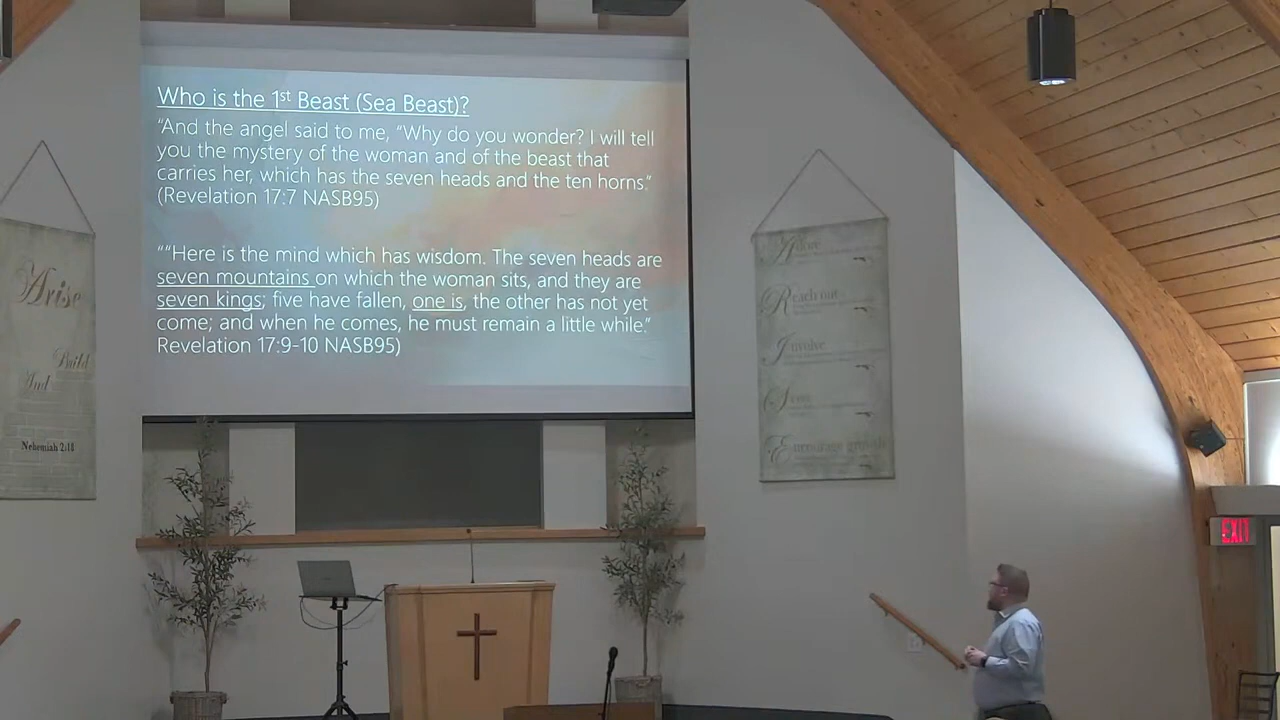 Who is the 1st Beast (Sea Beast)?
“And the angel said to me, “Why do you wonder? I will tell
you the mystery of the woman and of the beast that
carries her, which has the seven heads and the ten horns.”
(Revelation 17:7 NASB95)
““Here is the mind which has wisdom. The seven heads are
seven mountains on which the woman sits, and they are
seven kings; five have fallen, one is, the other has not yet
come; and when he comes, he must remain a little while.”
Revelation 17:9-10 NASB95)
Arise
Build
And
Nehemiah 2:18
Adore
Reach out
Involve
Encourage growth
EXIT